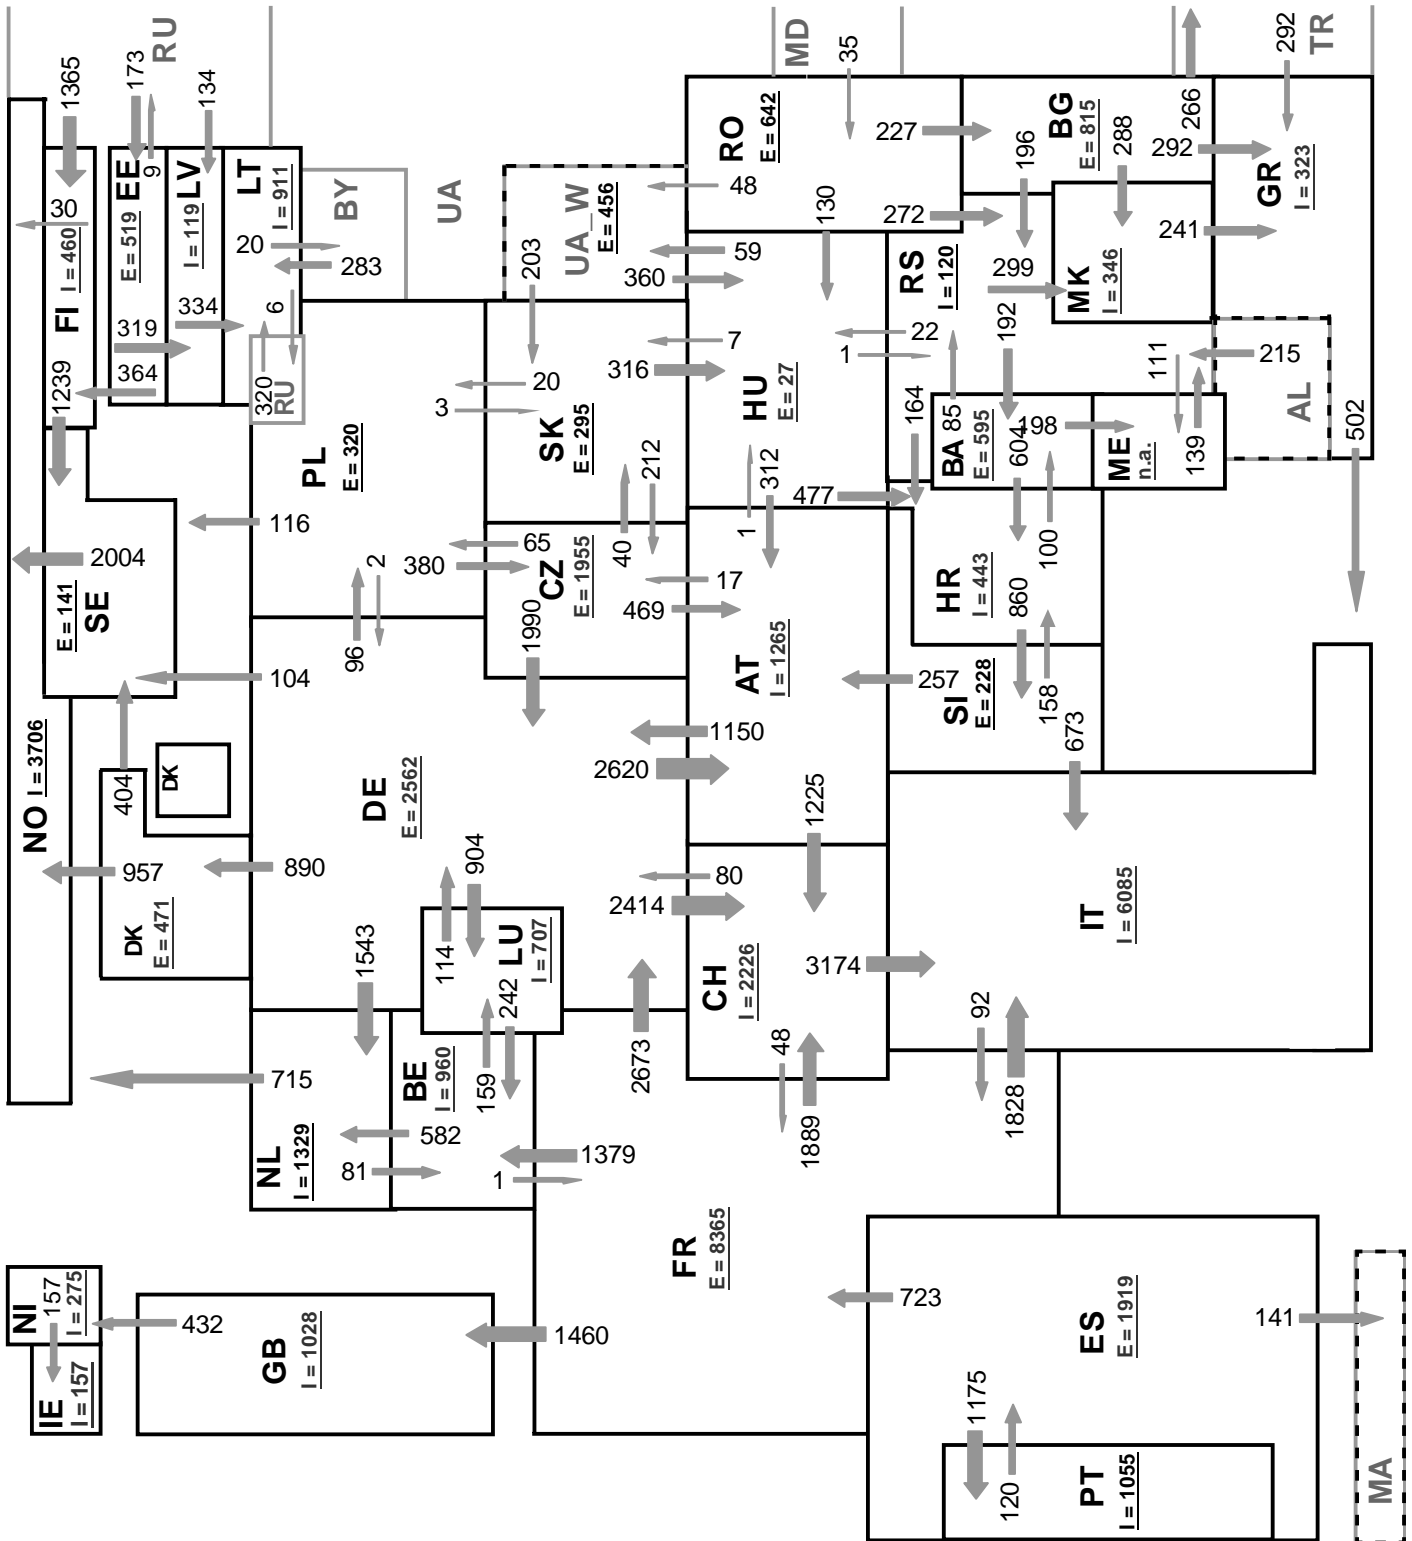 RU
MD
TR
1365
173
9
134
35
292
266
30
FI
I = 460
EE
E = 519
LV
I = 119
LT
I = 911
BY
UA
UA_W
E = 456
RO
E = 642
227
BG
E = 815
288
292
GR
I = 323
196
48
130
272
241
20
283
203
59
360
RS
I = 120
299
MK
I = 346
319
334
6
192
22
1
111
215
1239
364
320
RU
7
316
HU
E = 27
20
3
SK
E = 295
164
BA
E = 595
85
604
198
ME
n.a.
139
AL
502
PL
E = 320
212
312
1
477
116
2004
65
380
CZ
E = 1955
40
100
E = 141
SE
2
96
1990
17
469
HR
I = 443
860
104
AT
I = 1265
257
SI
E = 228
158
673
NO
I = 3706
404
DK
DE
E = 2562
1150
2620
1225
957
890
904
80
2414
DK
E = 471
1543
114
LU
I = 707
242
CH
I = 2226
3174
IT
I = 6085
715
BE
I = 960
159
2673
48
1889
92
1828
NL
I = 1329
582
81
1379
1
FR
E = 8365
NI
157
I = 275
432
GB
I = 1028
1460
723
ES
E = 1919
141
IE
I = 157
1175
120
PT
I = 1055
MA